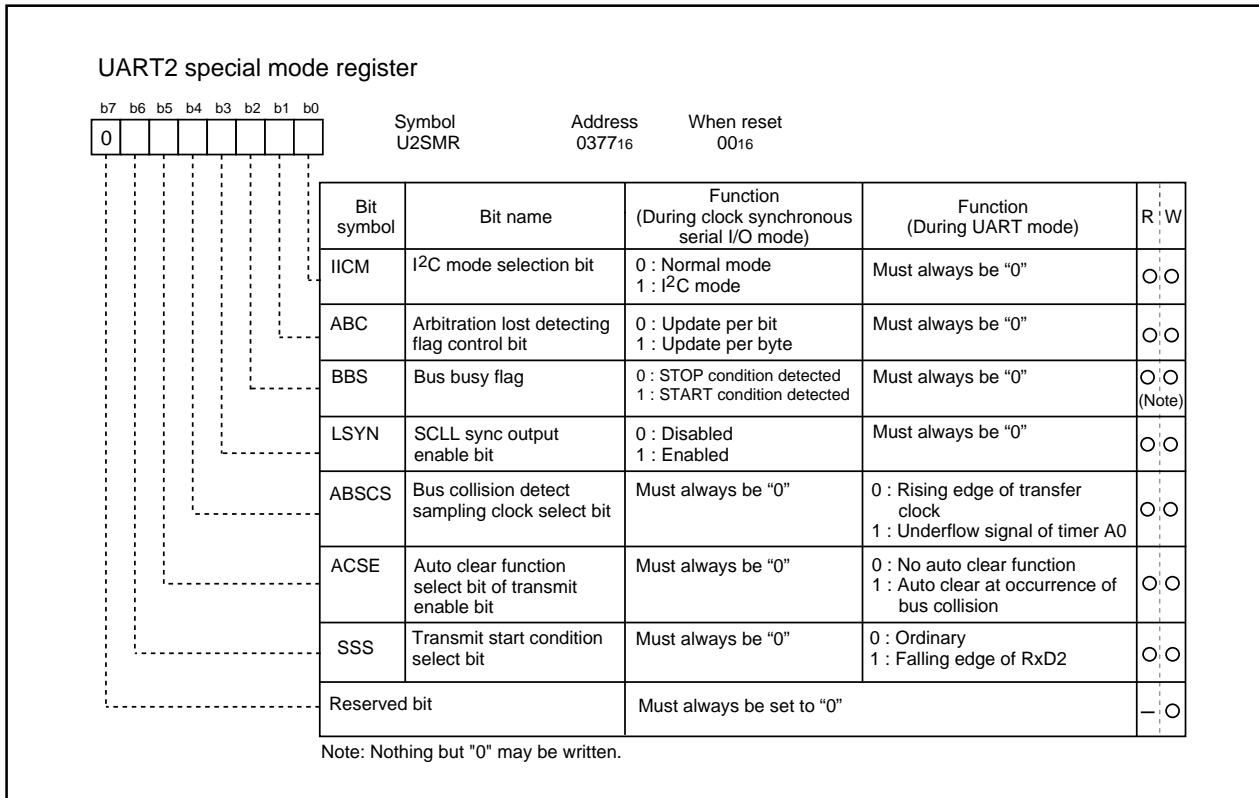 UART2 special mode register
b7 b6 b5 b4 b3 b2 b1 b0
0
Symbol Address When reset
U2SMR 037716 0016
Bit symbol
Bit name
Function
(During clock synchronous
serial I/O mode)
Function
(During UART mode)
R W
IICM
I2C mode selection bit
0 : Normal mode
1 : I2C mode
Must always be “0”
ABC
Arbitration lost detecting
flag control bit
0 : Update per bit
1 : Update per byte
Must always be “0”
BBS
Bus busy flag
0 : STOP condition detected
1 : START condition detected
Must always be “0”
(Note)
LSYN
SCLL sync output
enable bit
0 : Disabled
1 : Enabled
Must always be “0”
ABSCS
Bus collision detect
sampling clock select bit
Must always be “0”
0 : Rising edge of transfer
clock
1 : Underflow signal of timer A0
ACSE
Auto clear function
select bit of transmit
enable bit
Must always be “0”
0 : No auto clear function
1 : Auto clear at occurrence of
bus collision
SSS
Transmit start condition
select bit
Must always be “0”
0 : Ordinary
1 : Falling edge of RxD2
Reserved bit
Must always be set to “0”
–
Note: Nothing but "0" may be written.